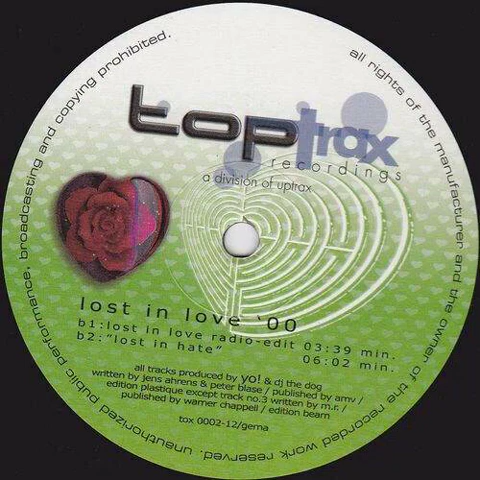 all rights of the manufacturer and the owner of the recorded work reserved. unauthorized public performance, broadcasting and copying prohibited.
top trax
recordings
a division of uptrax
lost in love '00
b1:lost in love radio-edit 03:39 min.
b2:"lost in hate" 06:02 min.
all tracks produced by yo! & dj the dog
written by jens ahrens & peter blase / published by amv /
edition plastique except track no.3 written by m.r. /
published by warner chappell / edition beam
tox 0002-12/gema